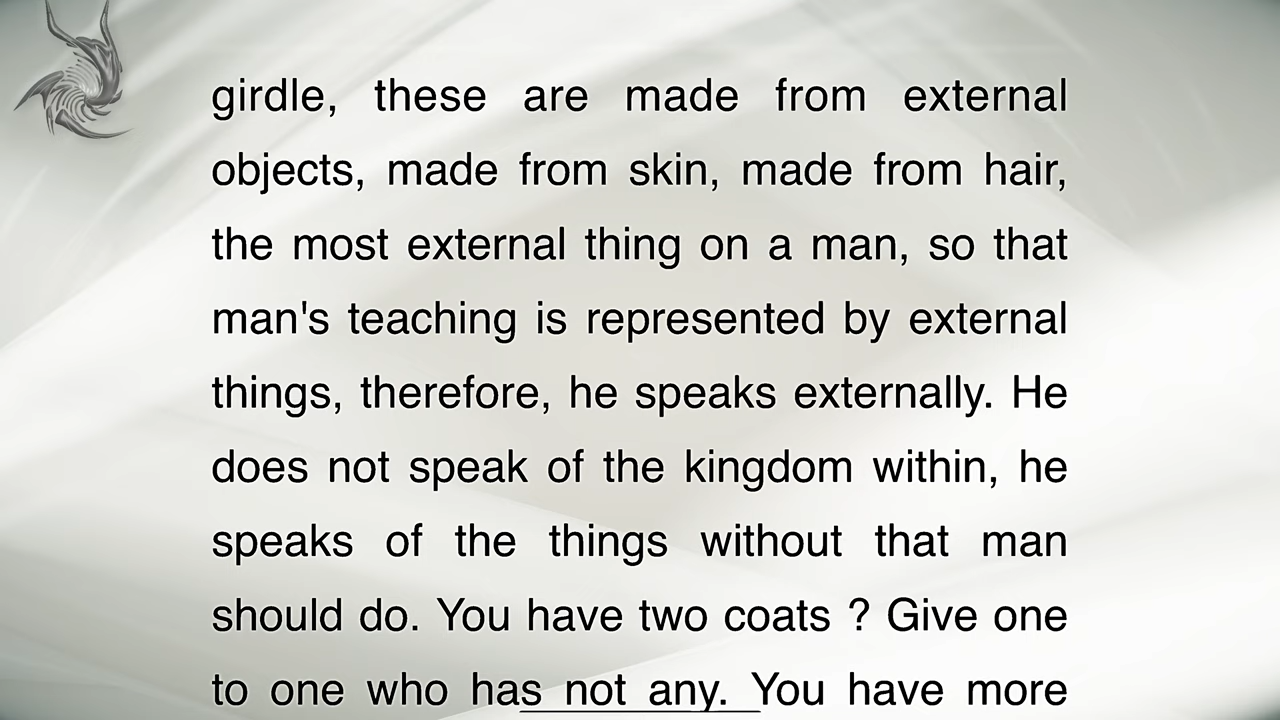 girdle, these are made from external
objects, made from skin, made from hair,
the most external thing on a man, so that
man's teaching is represented by external
things, therefore, he speaks externally. He
does not speak of the kingdom within, he
speaks of the things without that man
should do. You have two coats ? Give one
to one who has not any. You have more